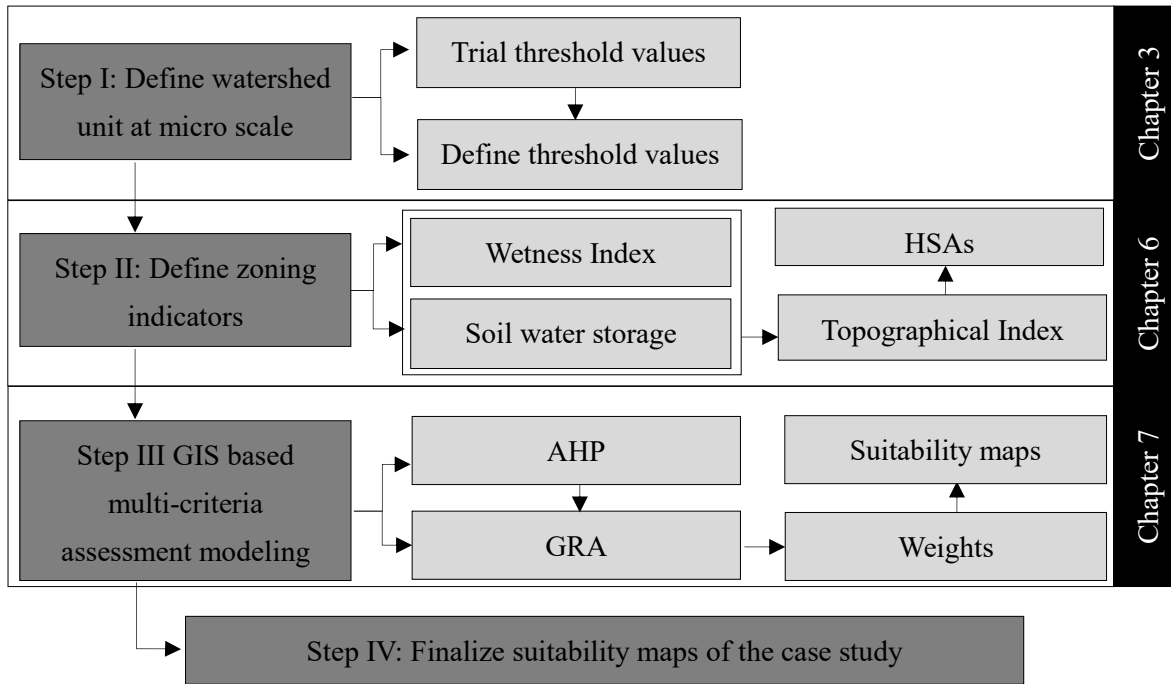 Step I: Define watershed
unit at micro scale
Trial threshold values
Define threshold values
Chapter 3
Step II: Define zoning
indicators
Wetness Index
Soil water storage
HSAs
Topographical Index
Chapter 6
Step III GIS based
multi-criteria
assessment modeling
AHP
GRA
Suitability maps
Weights
Chapter 7
Step IV: Finalize suitability maps of the case study